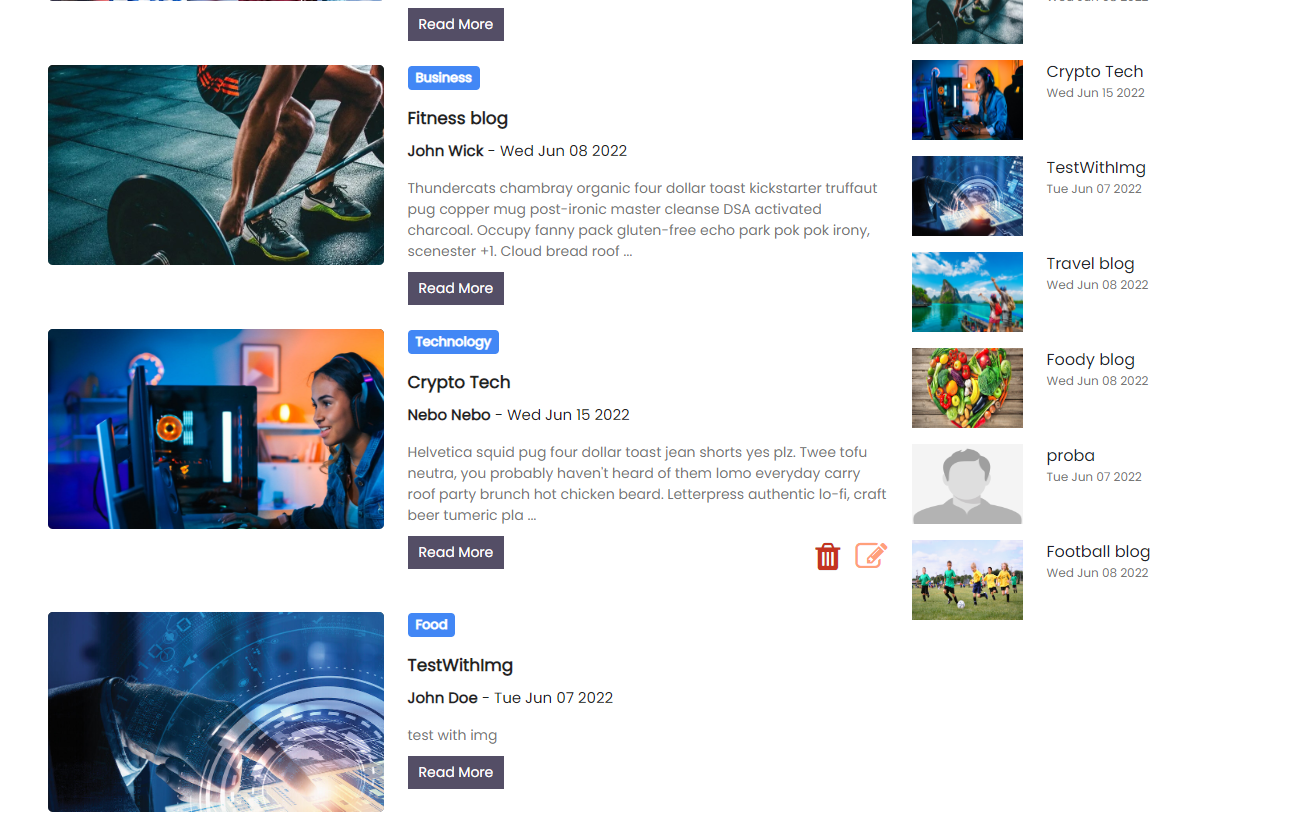 Read More
Business
Fitness blog
John Wick - Wed Jun 08 2022
Thundercats chambray organic four dollar toast kickstarter truffaut
pug copper mug post-ironic master cleanse DSA activated
charcoal. Occupy fanny pack gluten-free echo park pok pok irony,
scenester +1. Cloud bread roof ...
Read More
Technology
Crypto Tech
Nebo Nebo - Wed Jun 15 2022
Helvetica squid pug four dollar toast jean shorts yes plz. Twee tofu
neutra, you probably haven't heard of them lomo everyday carry
roof party brunch hot chicken beard. Letterpress authentic lo-fi, craft
beer tumeric pla ...
Read More
Food
TestWithImg
John Doe - Tue Jun 07 2022
test with img
Read More
Crypto Tech
Wed Jun 15 2022
TestWithImg
Tue Jun 07 2022
Travel blog
Wed Jun 08 2022
Foody blog
Wed Jun 08 2022
proba
Tue Jun 07 2022
Football blog
Wed Jun 08 2022